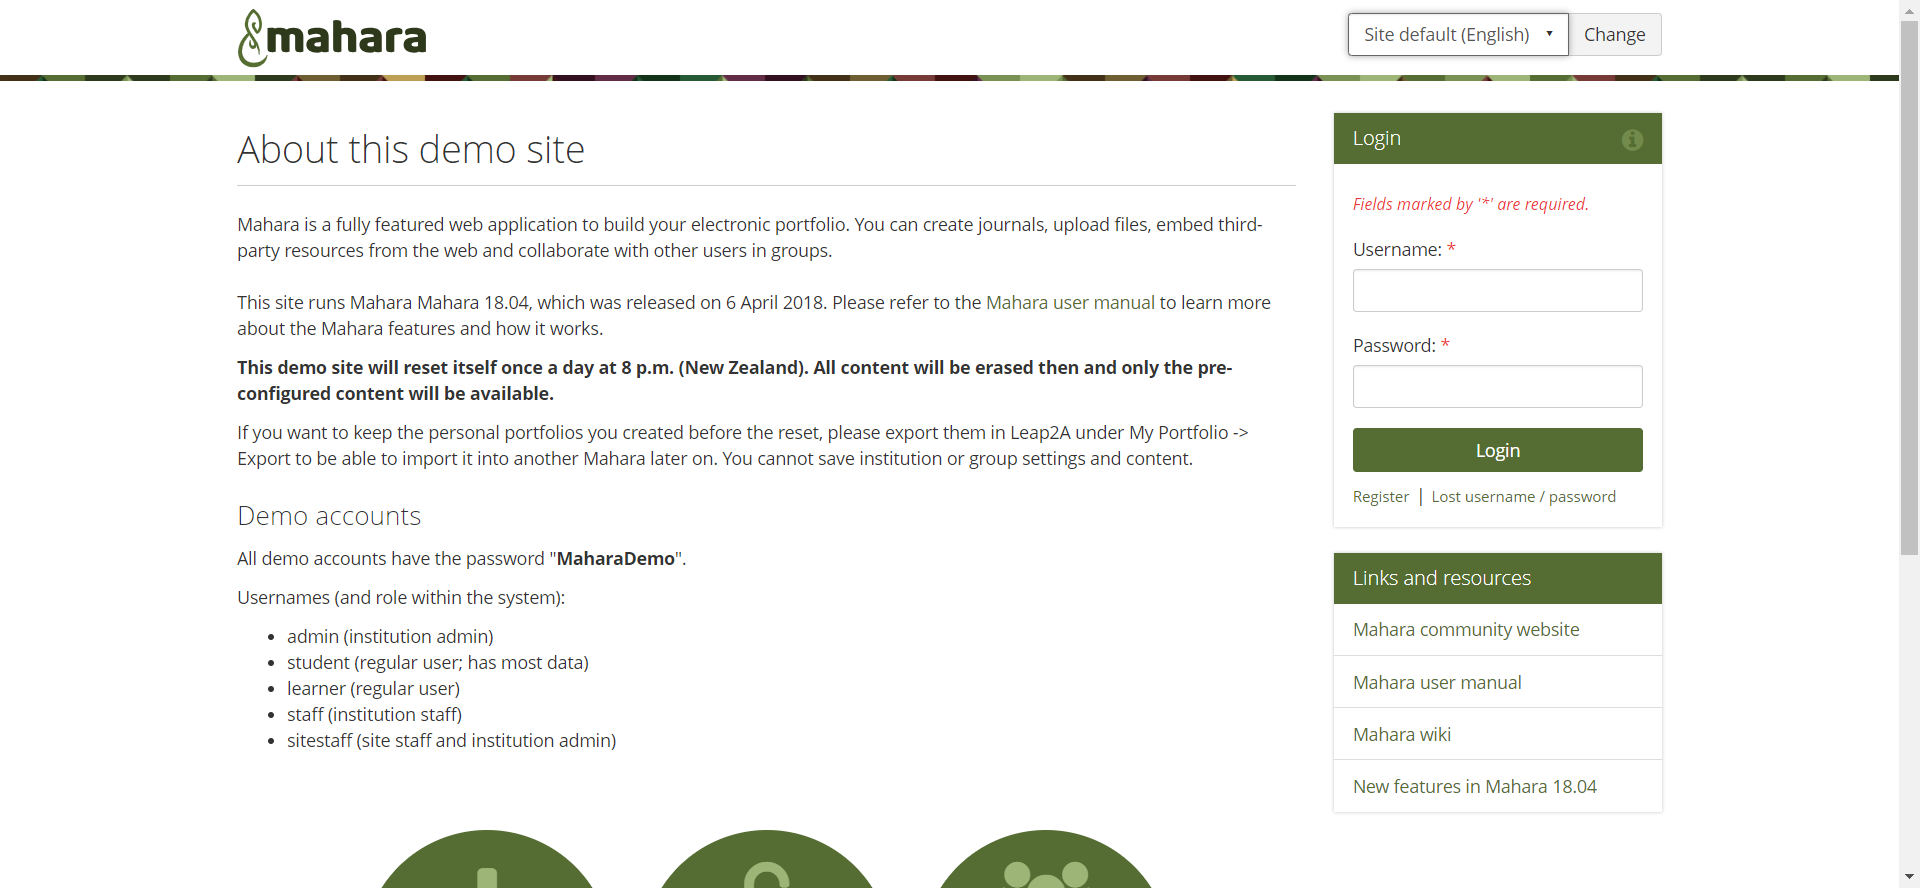 mahara
Site default (English)
Change
About this demo site
Mahara is a fully featured web application to build your electronic portfolio. You can create journals, upload files, embed third-
party resources from the web and collaborate with other users in groups.
This site runs Mahara Mahara 18.04, which was released on 6 April 2018. Please refer to the Mahara user manual to learn more
about the Mahara features and how it works.
This demo site will reset itself once a day at 8 p.m. (New Zealand). All content will be erased then and only the pre-
configured content will be available.
If you want to keep the personal portfolios you created before the reset, please export them in Leap2A under My Portfolio ->
Export to be able to import it into another Mahara later on. You cannot save institution or group settings and content.
Demo accounts
All demo accounts have the password "MaharaDemo".
Usernames (and role within the system):
• admin (institution admin)
• student (regular user; has most data)
• learner (regular user)
• staff (institution staff)
• sitestaff (site staff and institution admin)
Login
Fields marked by '*' are required.
Username: *
Password: *
Login
Register | Lost username / password
Links and resources
Mahara community website
Mahara user manual
Mahara wiki
New features in Mahara 18.04